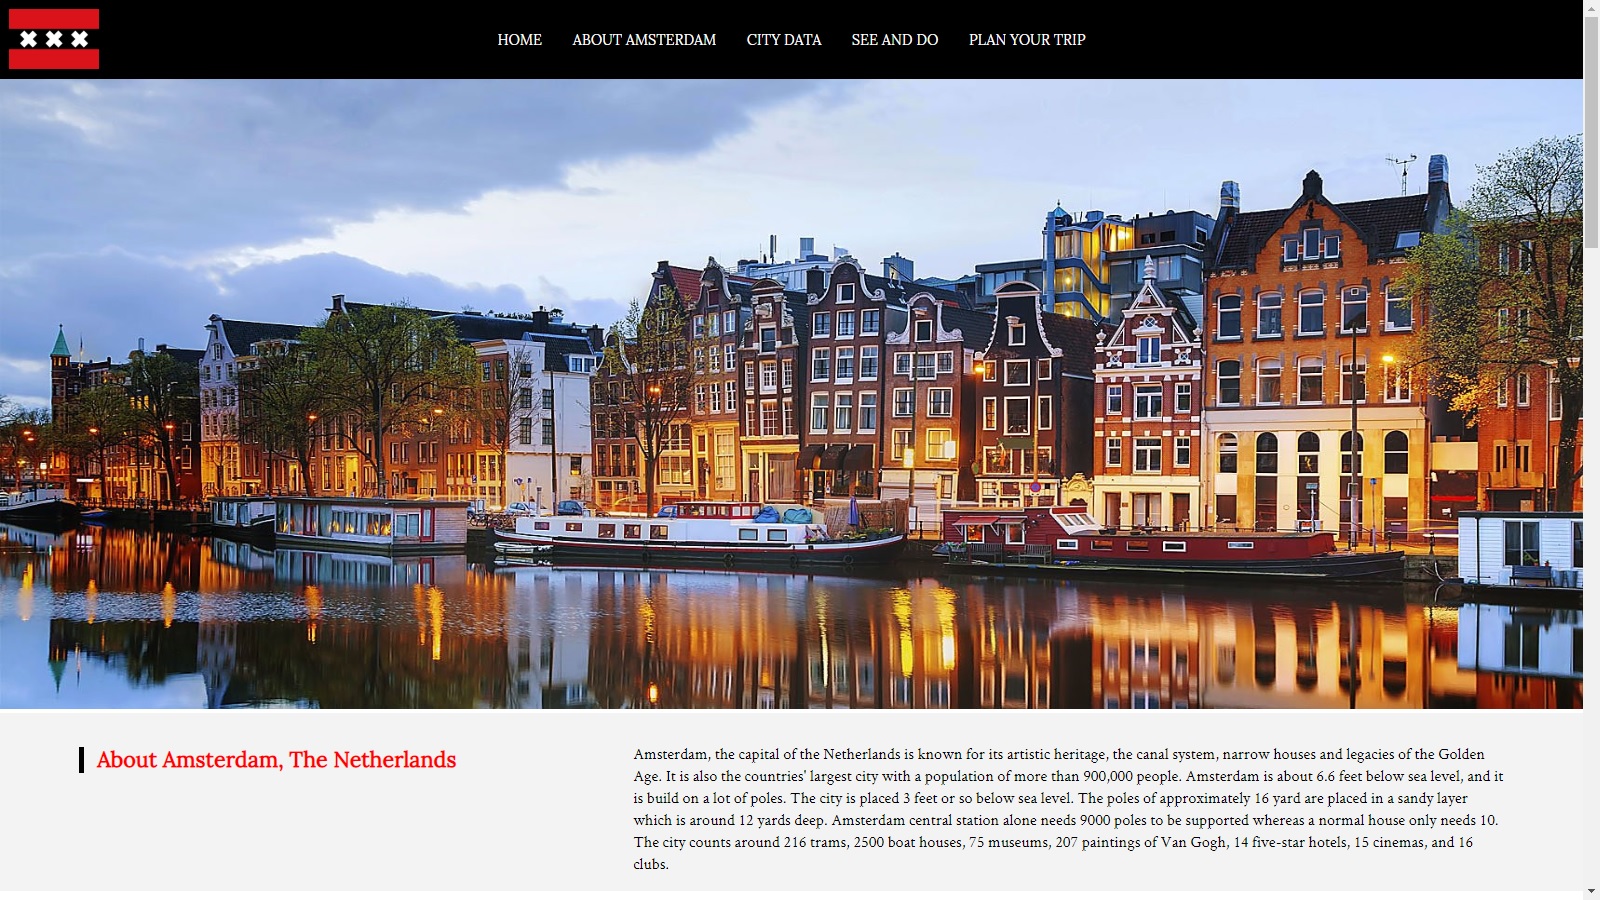 HOME
ABOUT AMSTERDAM
CITY DATA
SEE AND DO
PLAN YOUR TRIP
About Amsterdam, The Netherlands
Amsterdam, the capital of the Netherlands is known for its artistic heritage, the canal system, narrow houses and legacies of the Golden
Age. It is also the countries' largest city with a population of more than 900,000 people. Amsterdam is about 6.6 feet below sea level, and it
is build on a lot of poles. The city is placed 3 feet or so below sea level. The poles of approximately 16 yard are placed in a sandy layer
which is around 12 yards deep. Amsterdam central station alone needs 9000 poles to be supported whereas a normal house only needs 10.
The city counts around 216 trams, 2500 boat houses, 75 museums, 207 paintings of Van Gogh, 14 five-star hotels, 15 cinemas, and 16
clubs.